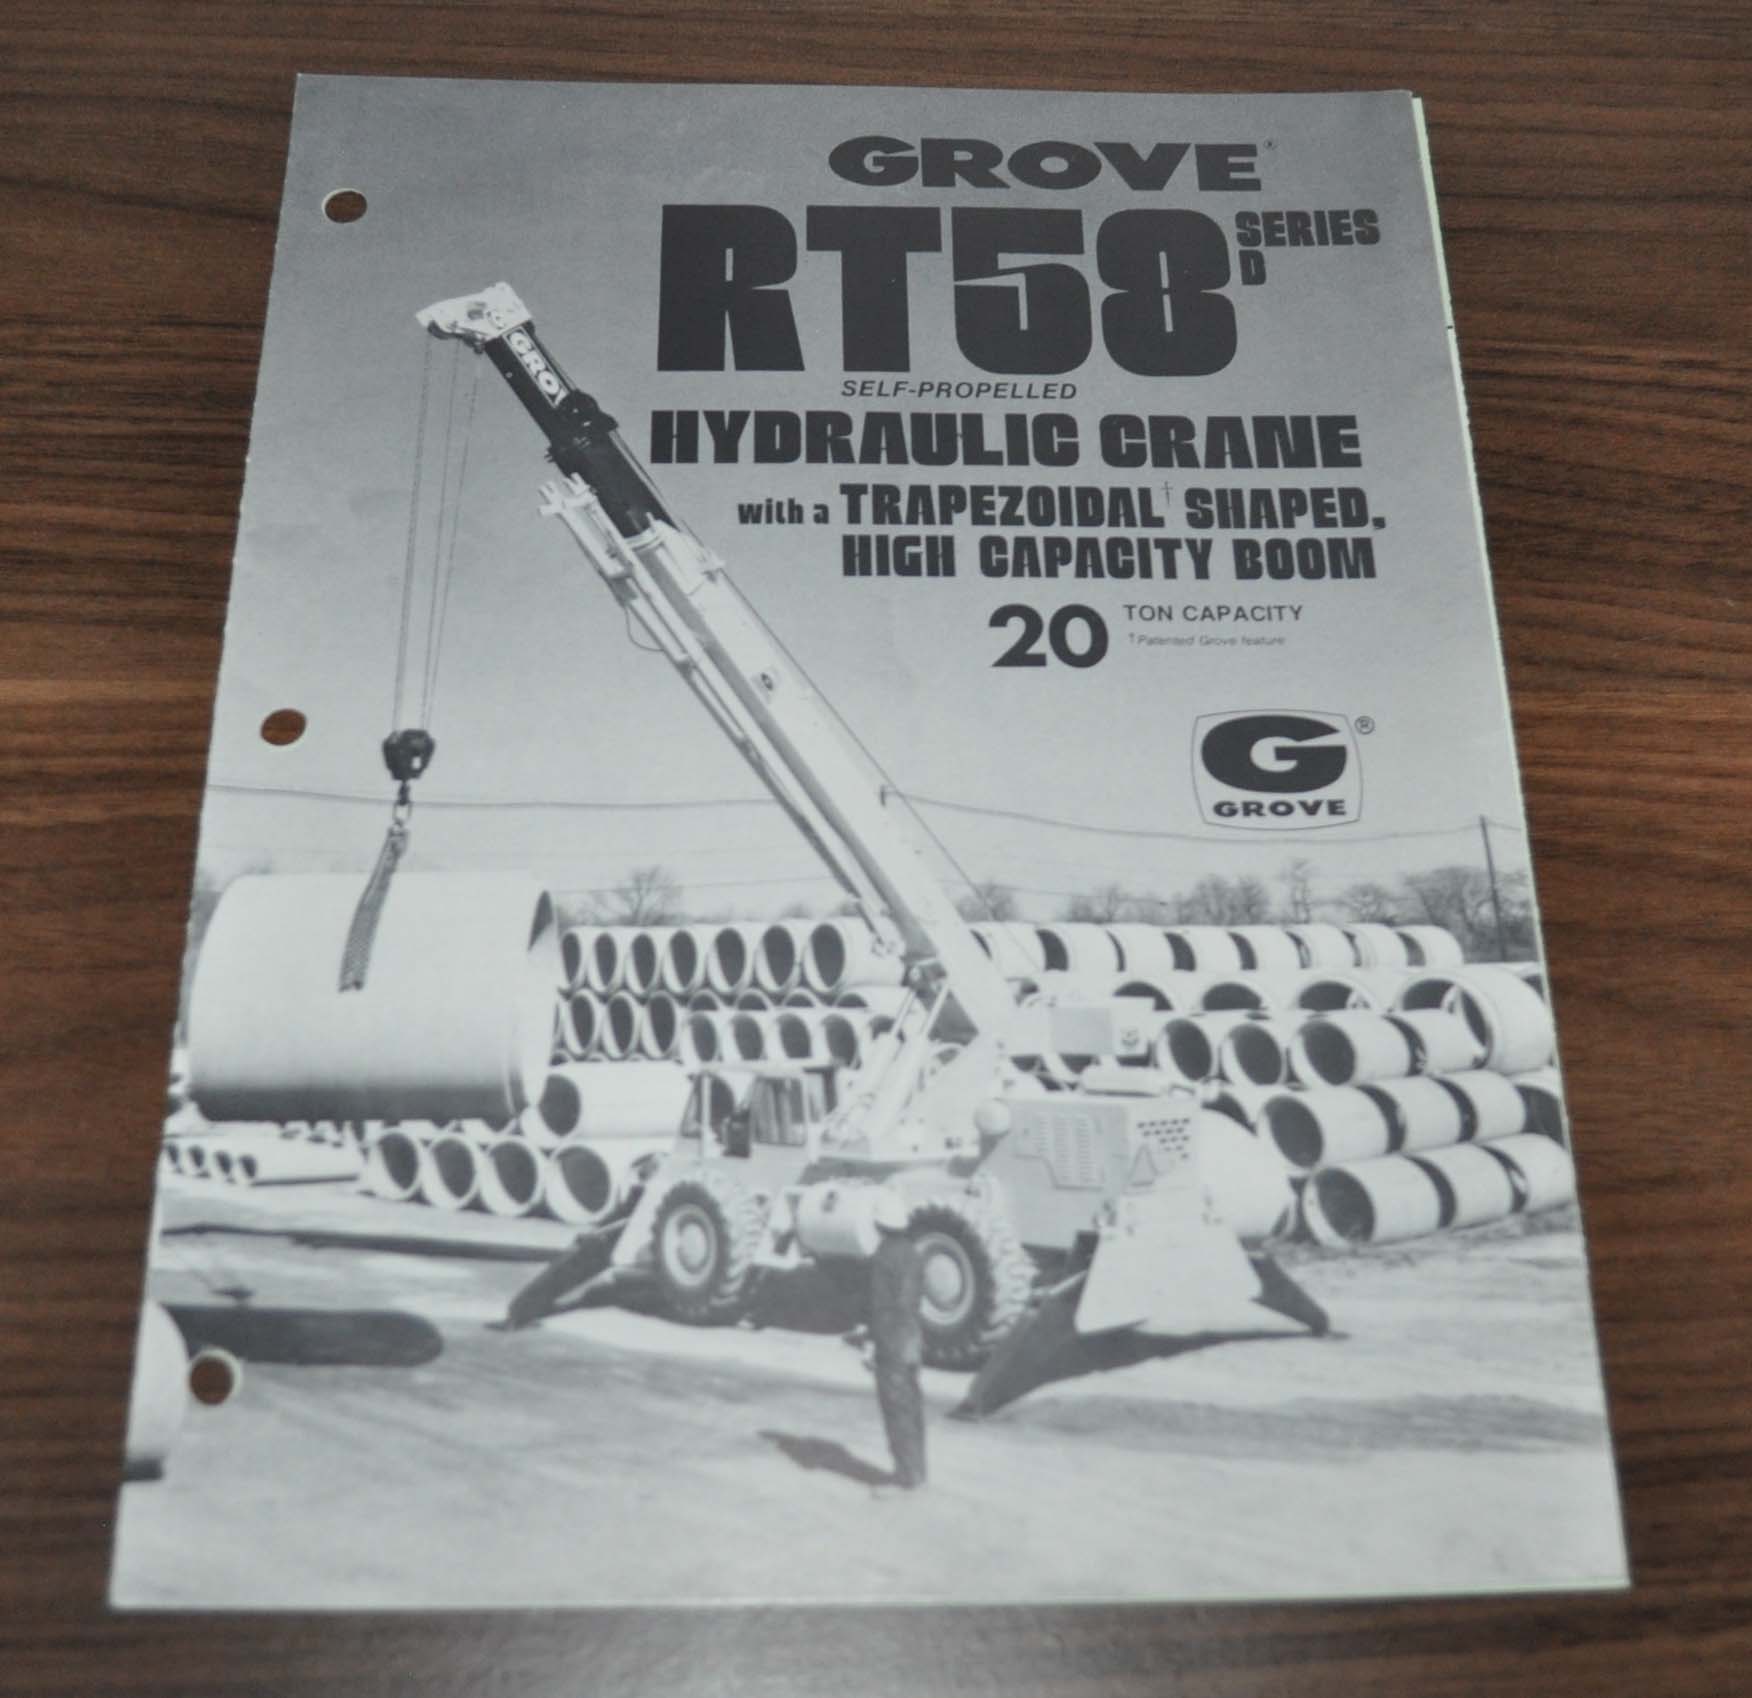 GROVE®
RT58 SERIES D
SELF-PROPELLED
HYDRAULIC CRANE
with a TRAPEZOIDAL† SHAPED,
HIGH CAPACITY BOOM
20 TON CAPACITY
†Patented Grove feature
G ®
GROVE
GROV
G